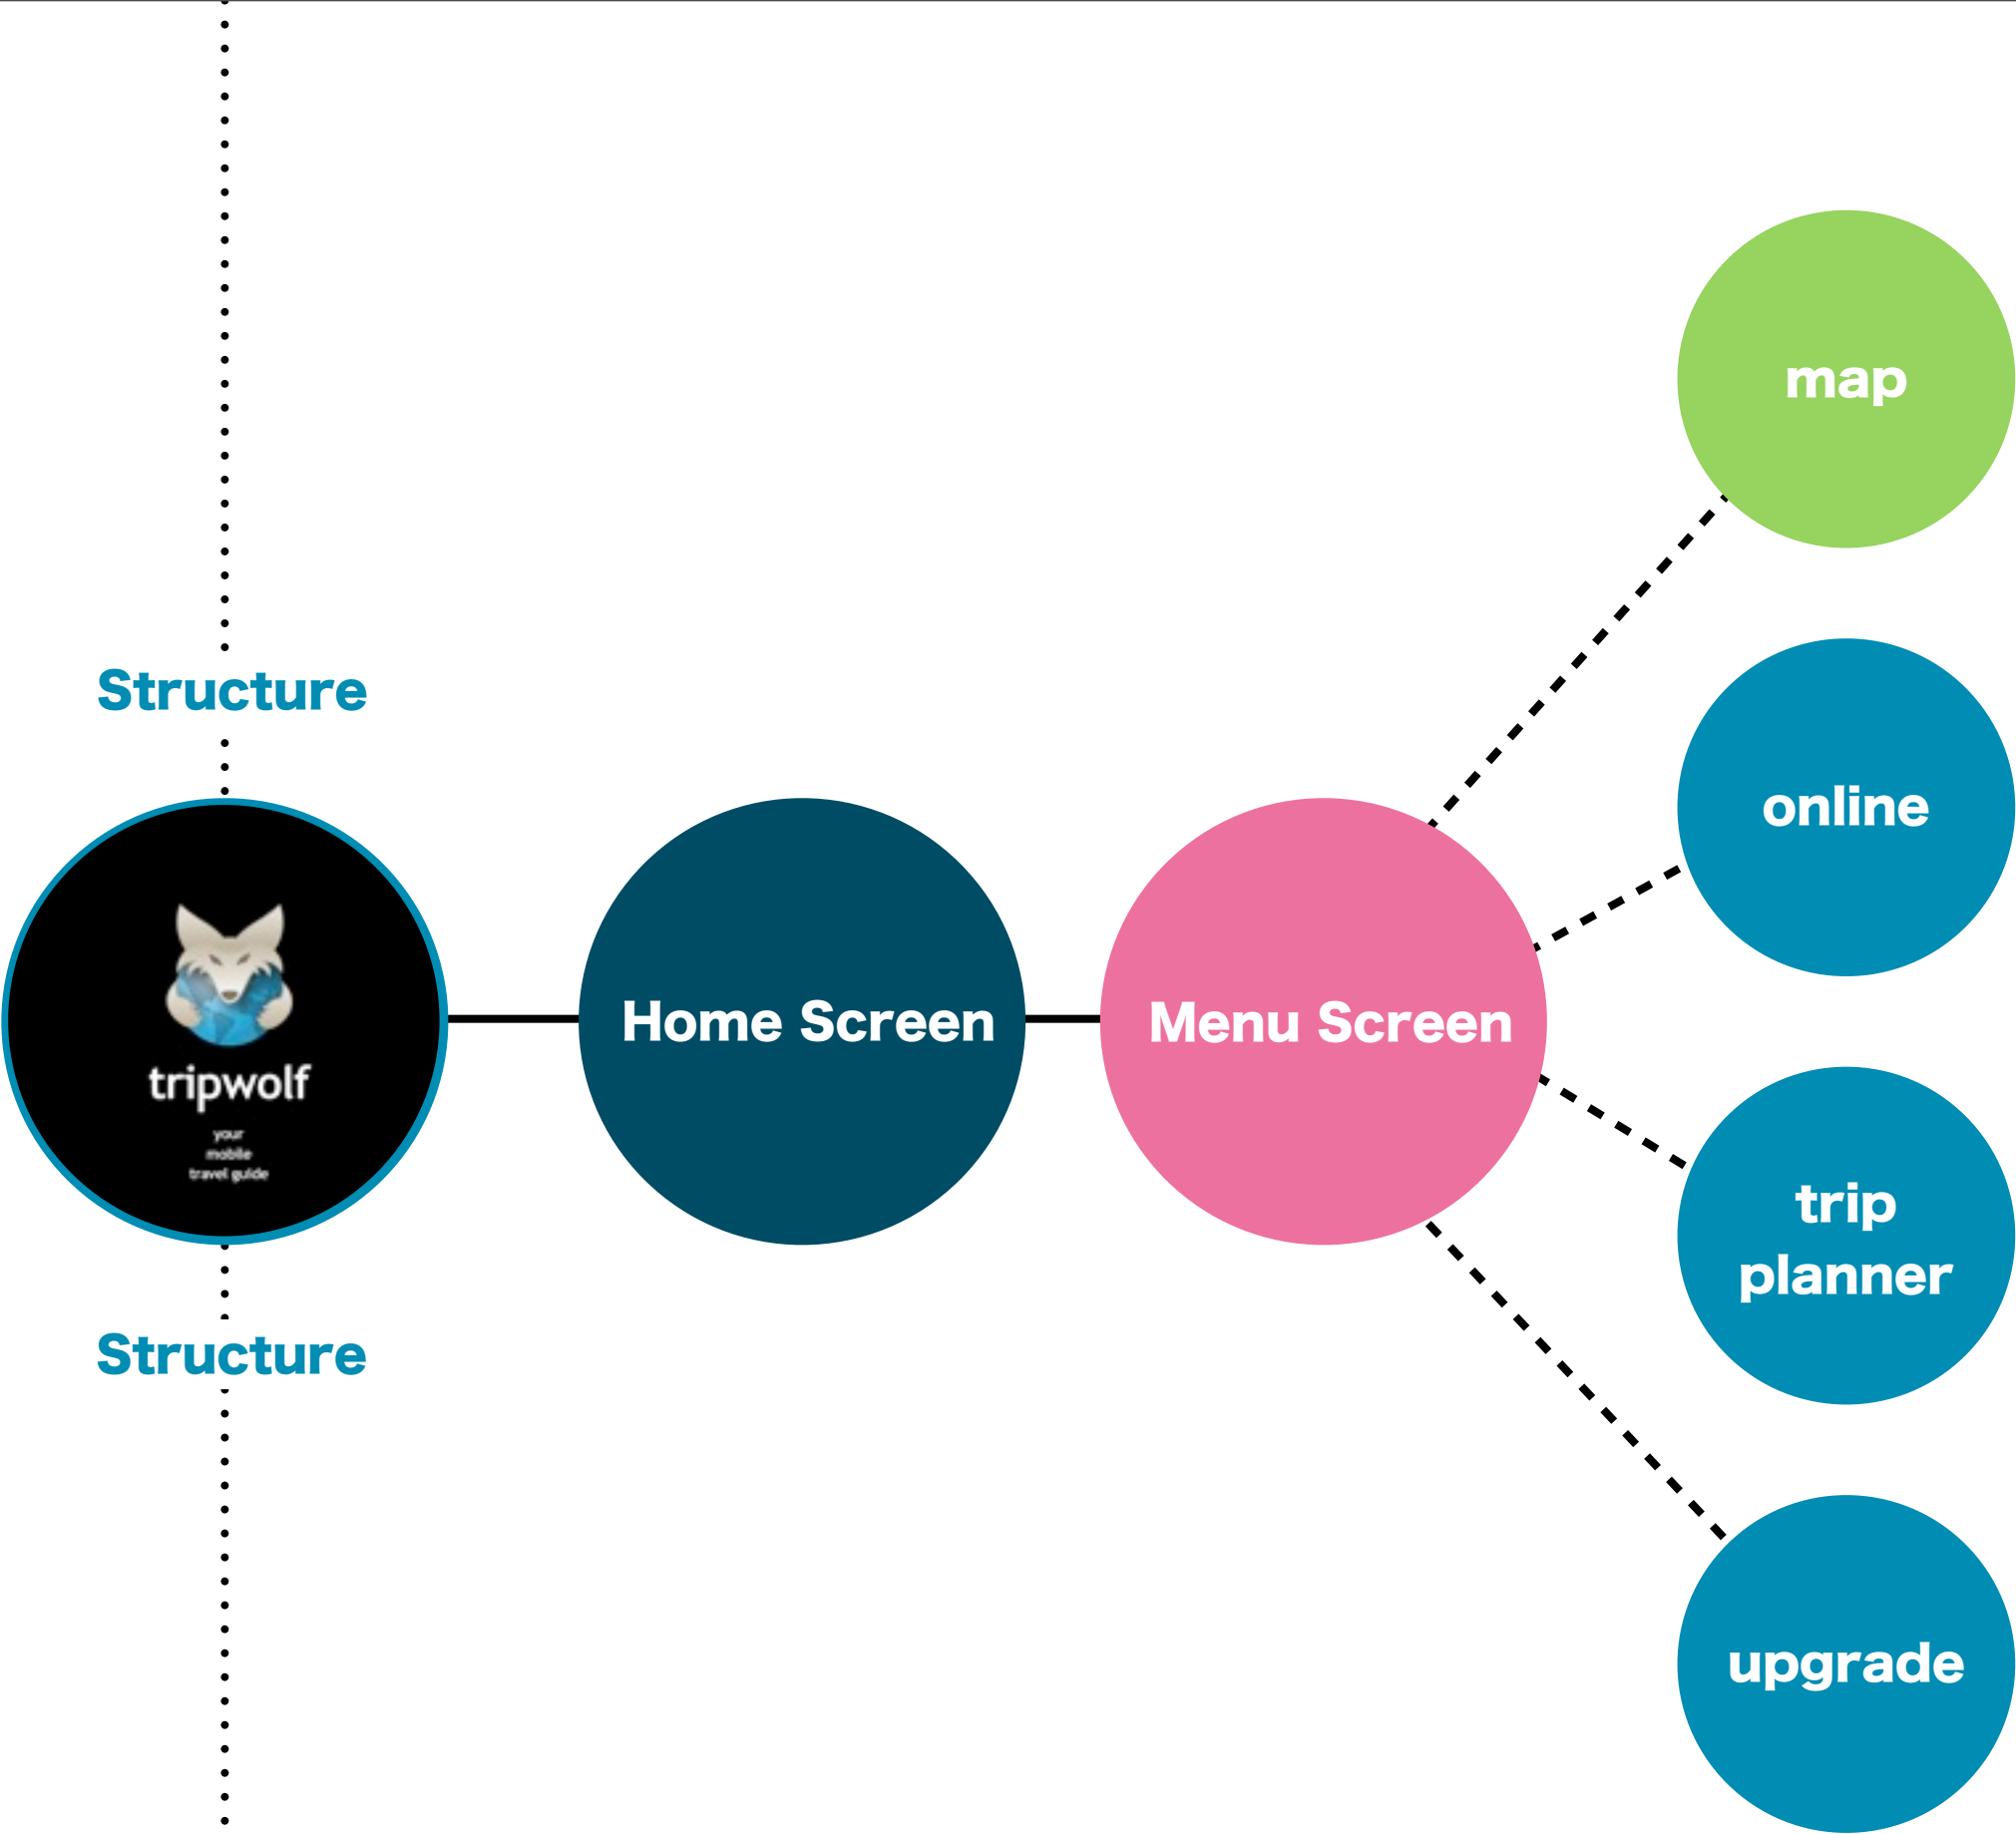 map
Structure
online
Home Screen
Menu Screen
tripwolf
your
mobile
travel guide
trip
planner
Structure
upgrade